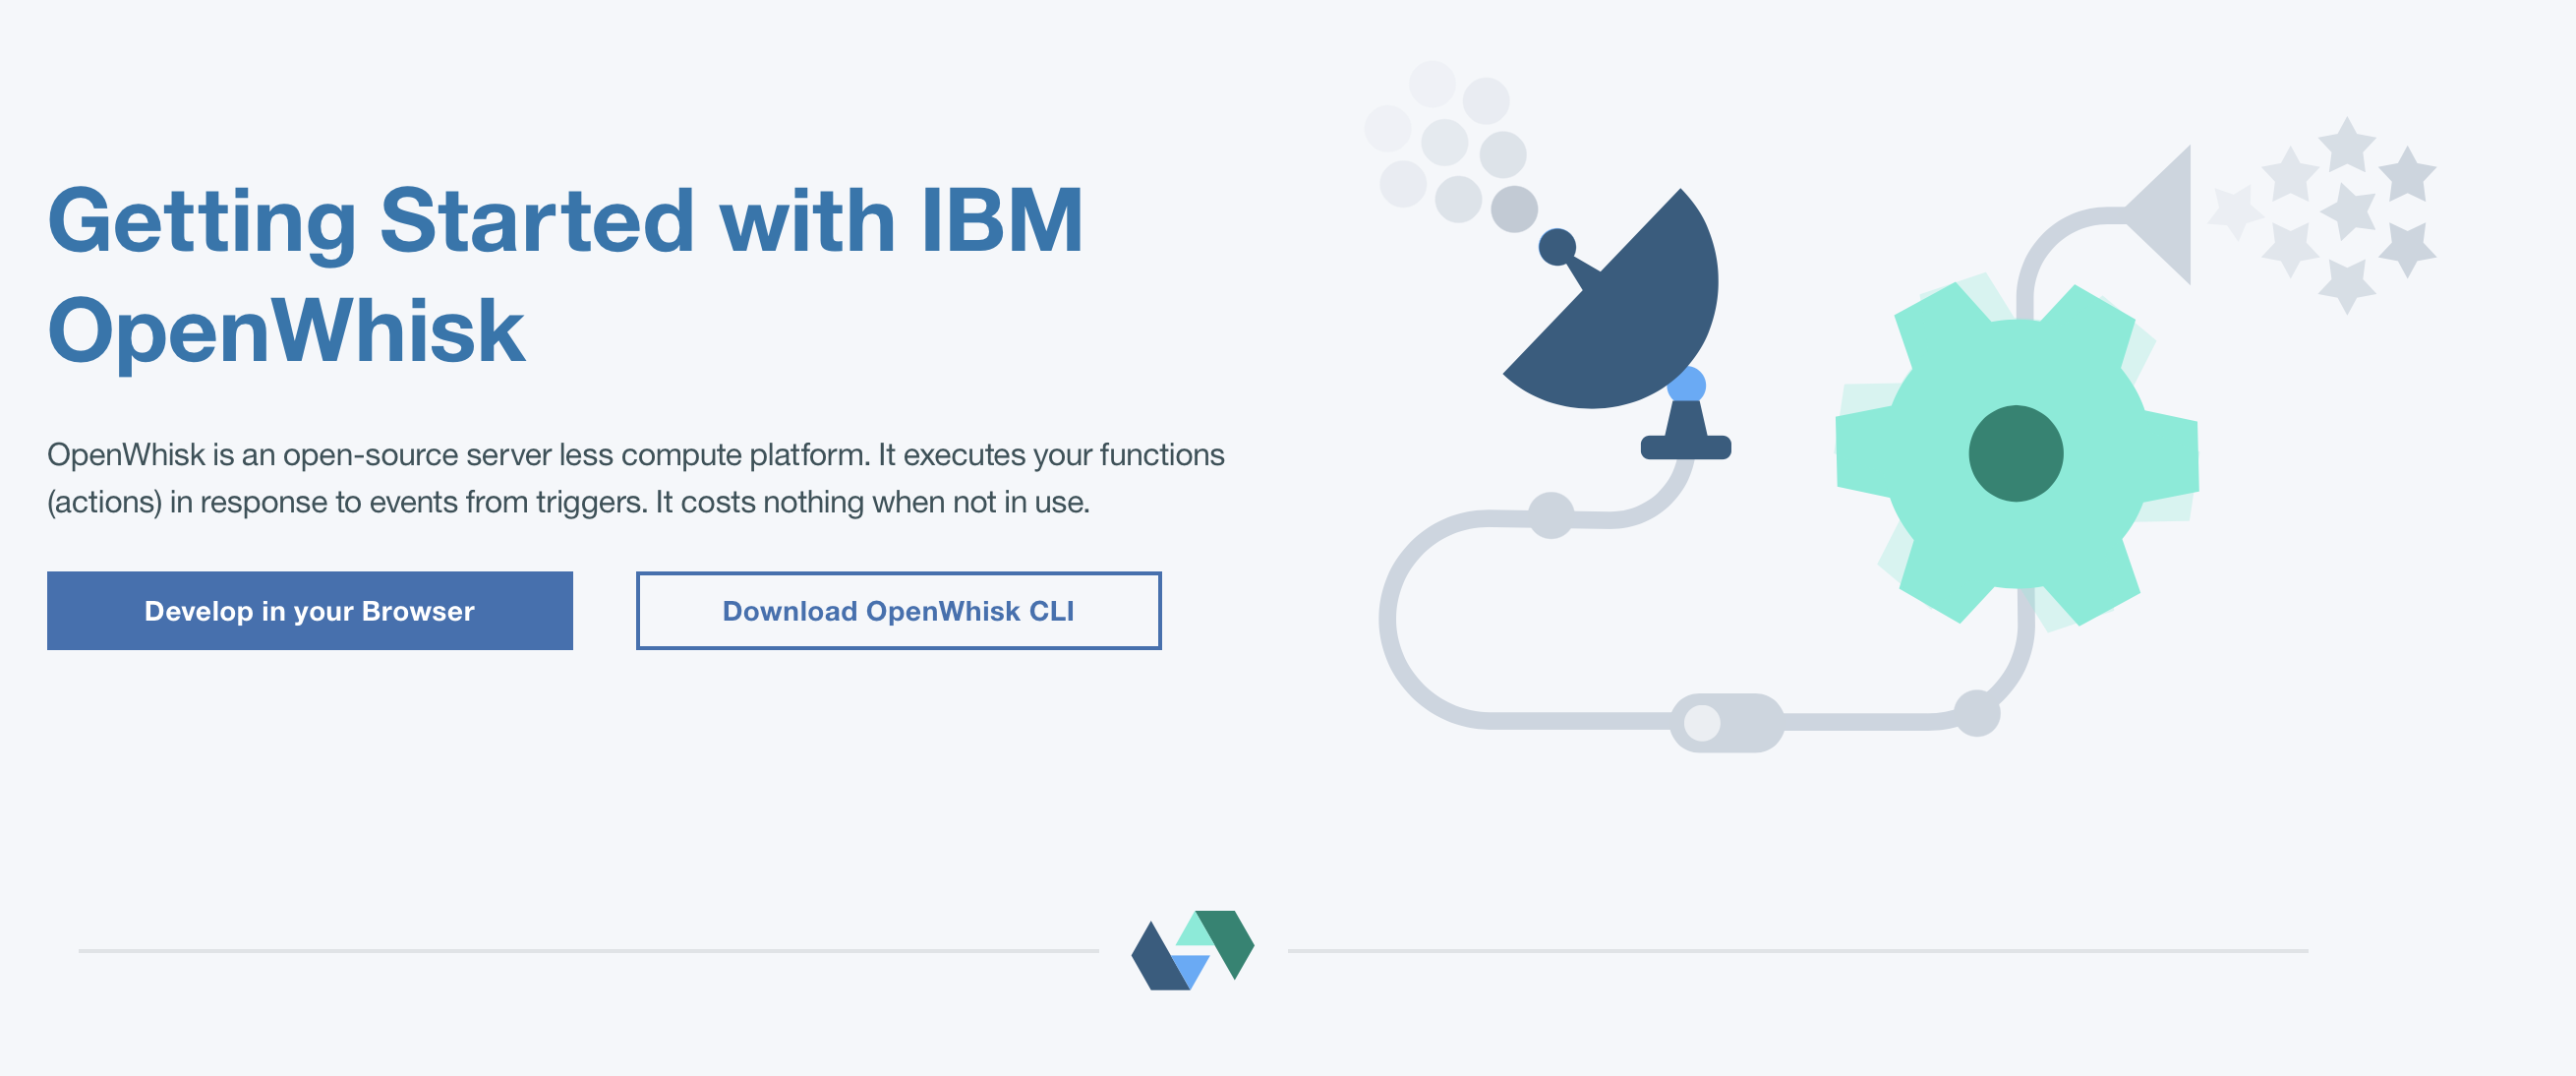 Getting Started with IBM
OpenWhisk
OpenWhisk is an open-source server less compute platform. It executes your functions
(actions) in response to events from triggers. It costs nothing when not in use.
Develop in your Browser
Download OpenWhisk CLI